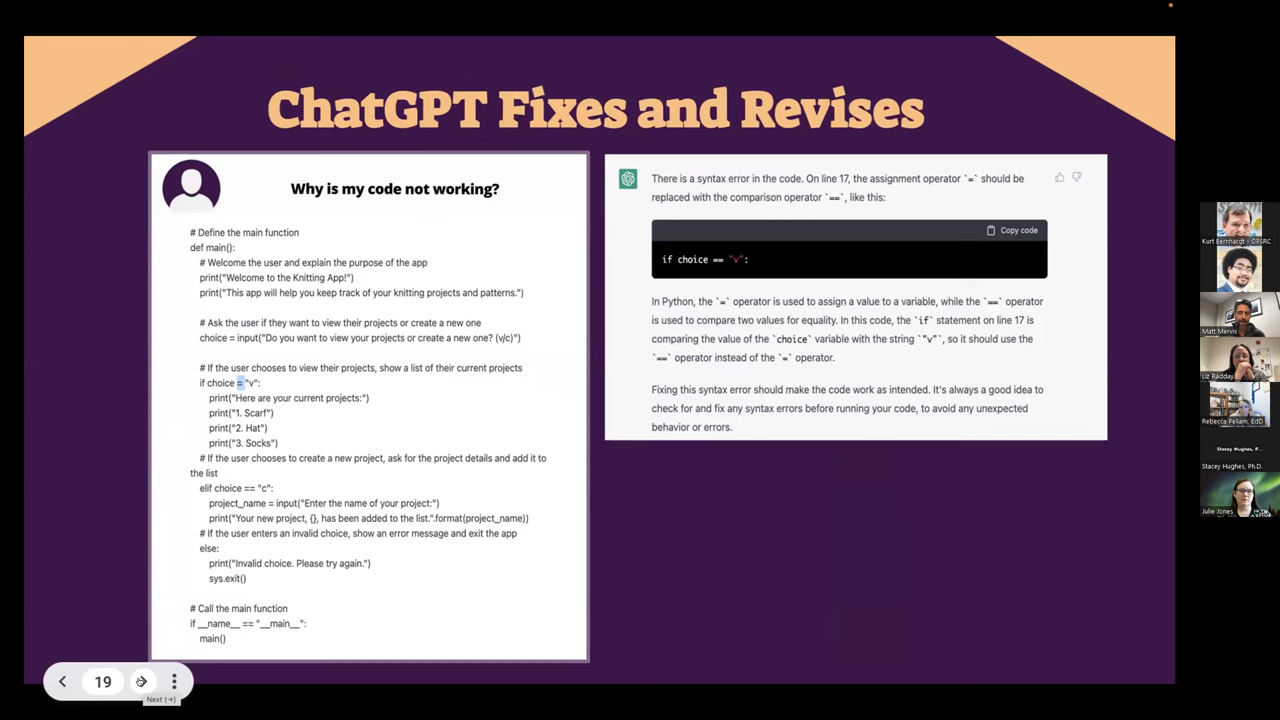 ChatGPT Fixes and Revises
Why is my code not working?
# Define the main function
def main():
# Welcome the user and explain the purpose of the app
print("Welcome to the Knitting App!")
print("This app will help you keep track of your knitting projects and patterns.")
# Ask the user if they want to view their projects or create a new one
choice = input("Do you want to view your projects or create a new one? (v/c)")
# If the user chooses to view their projects, show a list of their current projects
if choice = "v":
print("Here are your current projects:")
print("1. Scarf")
print("2. Hat")
print("3. Socks")
# If the user chooses to create a new project, ask for the project details and add it to
the list
elif choice == "c":
project_name = input("Enter the name of your project:")
print("Your new project, {}, has been added to the list.".format(project_name))
# If the user enters an invalid choice, show an error message and exit the app
else:
print("Invalid choice. Please try again.")
sys.exit()
# Call the main function
if __name__ == "__main__":
main()
There is a syntax error in the code. On line 17, the assignment operator `=` should be
replaced with the comparison operator `==`, like this:
Copy code
if choice == "v":
In Python, the `=` operator is used to assign a value to a variable, while the `==` operator
is used to compare two values for equality. In this code, the `if` statement on line 17 is
comparing the value of the `choice` variable with the string `"v"`, so it should use the
`==` operator instead of the `=` operator.
Fixing this syntax error should make the code work as intended. It's always a good idea to
check for and fix any syntax errors before running your code, to avoid any unexpected
behavior or errors.
19
Next (→)
Kurt Bernhardt - OPSRC
Matt Mervis
Liz Radday
Rebecca Pellam, EdD
Stacey Hughes, P...
Stacey Hughes, Ph.D.
Julie Jones